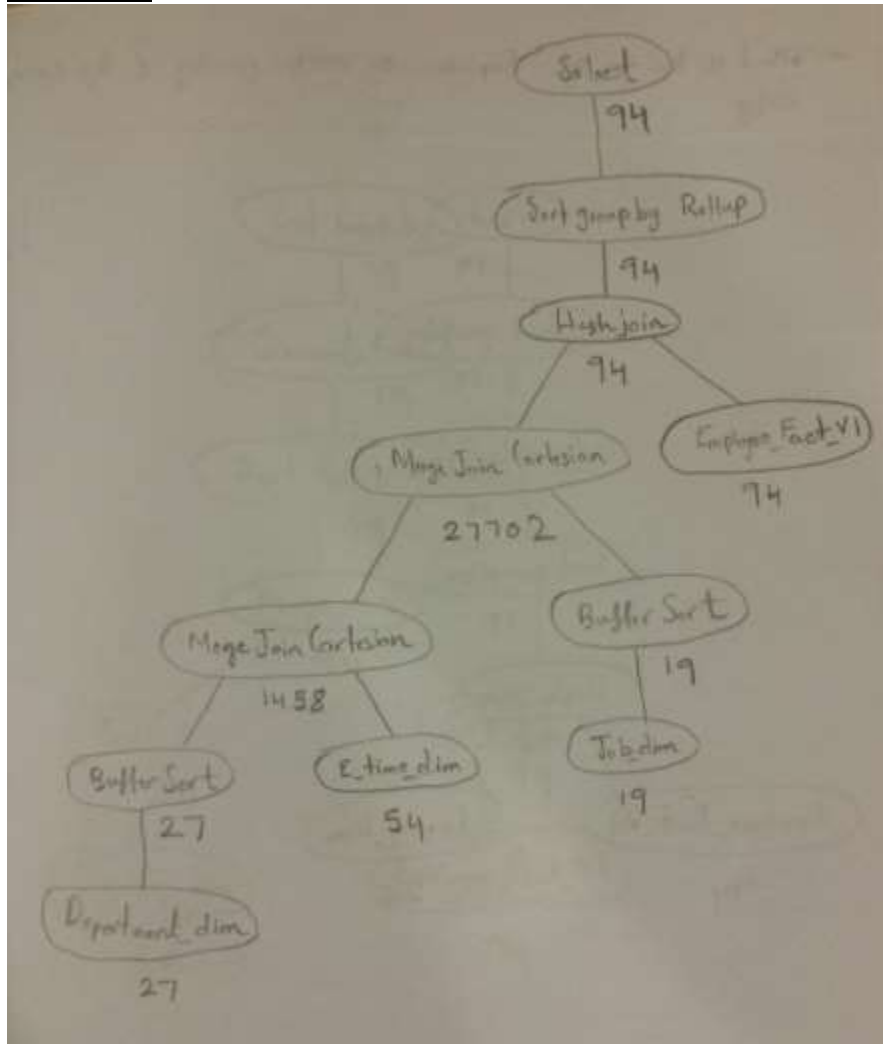 Select
94
Sort group by Rollup
94
Hash join
94
Employee_Fact_V1
94
Merge Join Cartesian
27702
Buffer Sort
19
Merge Join Cartesian
1458
Job_dim
19
Buffer Sort
27
E_time_dim
54
Department_dim
27